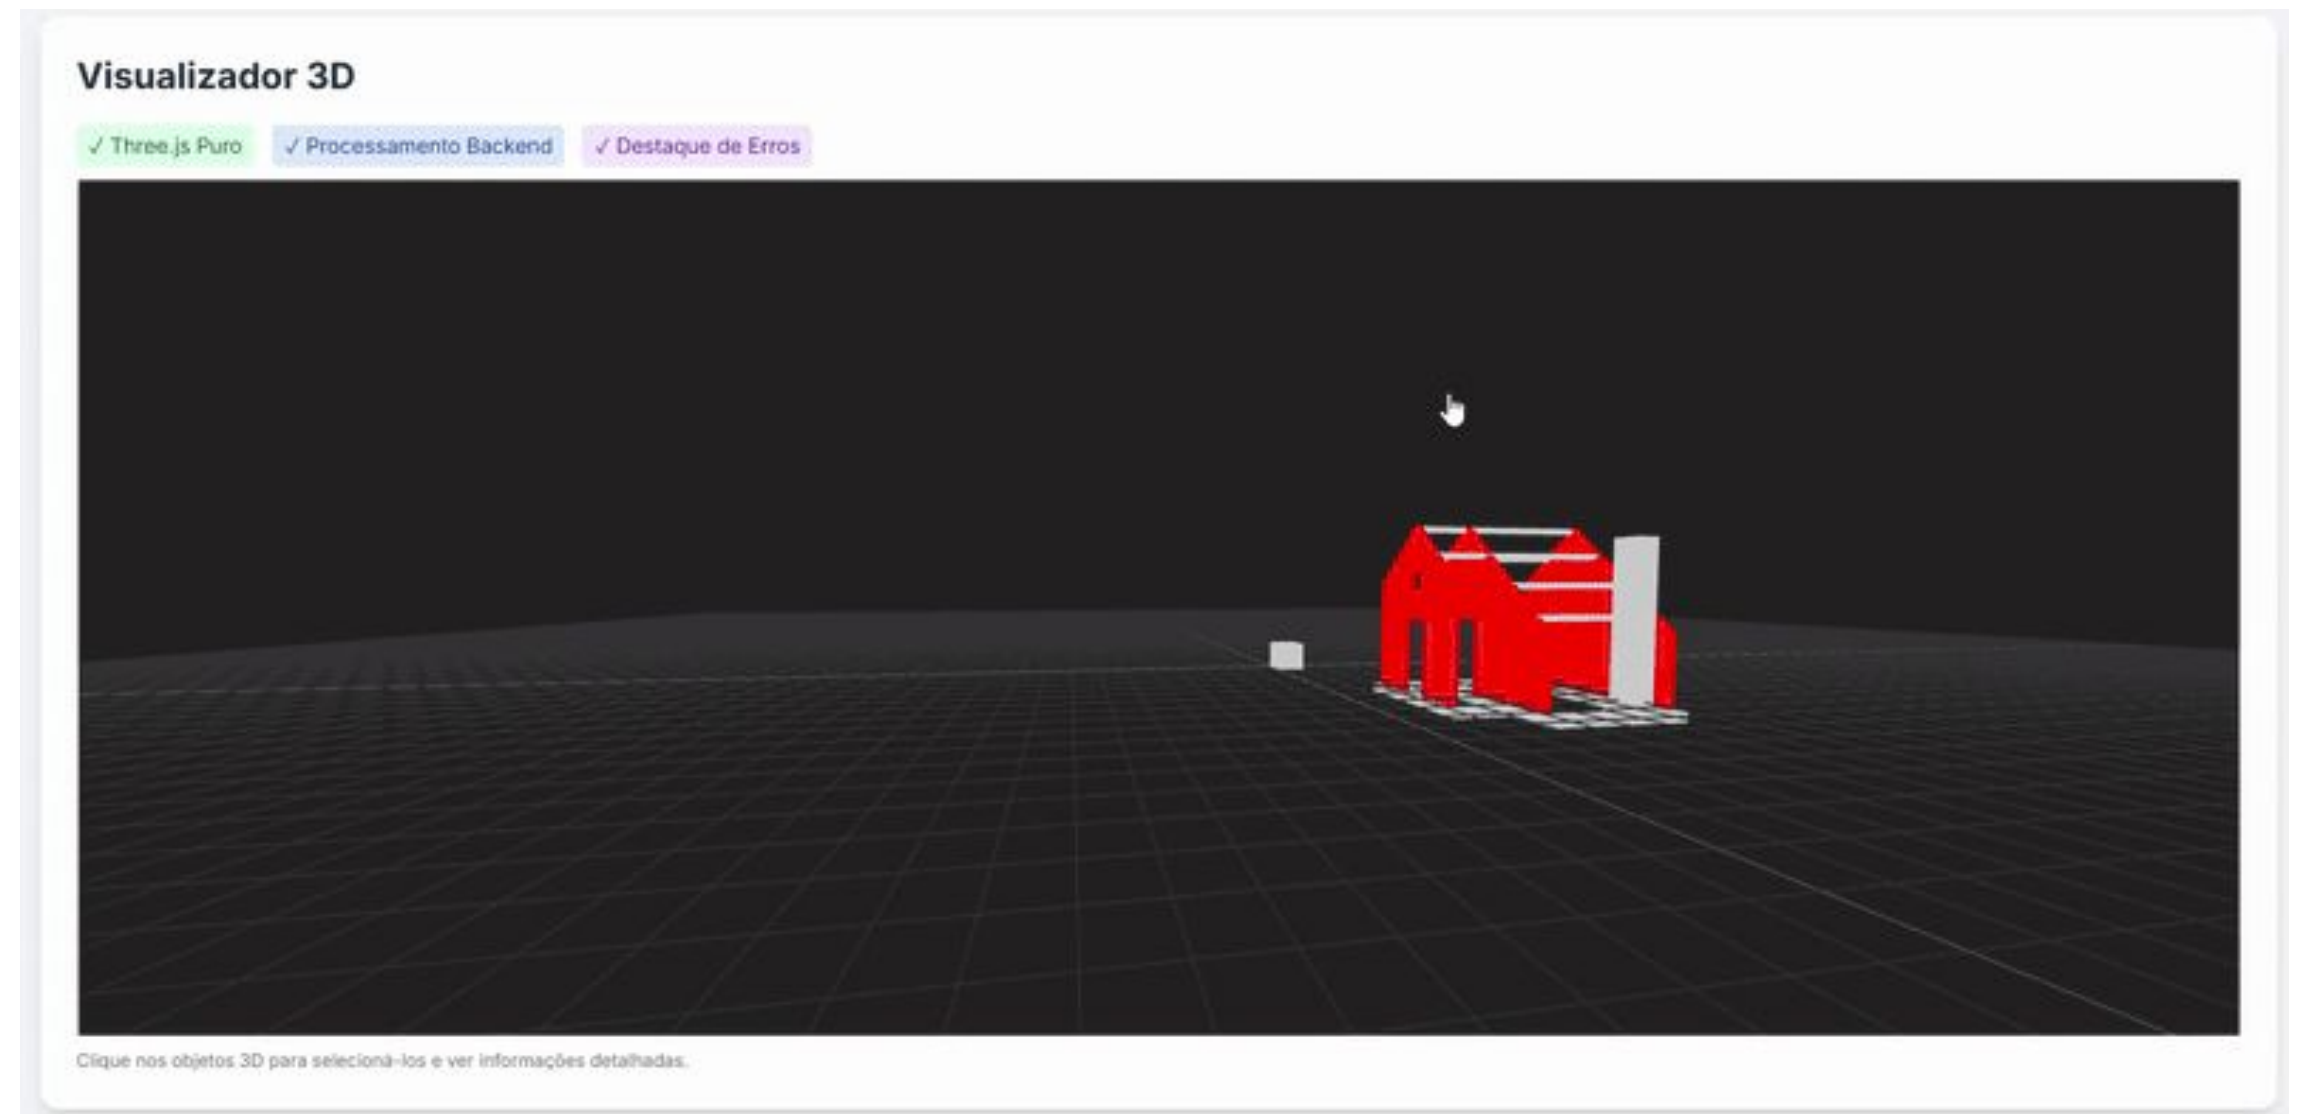 Visualizador 3D
✓ Three.js Puro ✓ Processamento Backend ✓ Destaque de Erros
Clique nos objetos 3D para selecioná-los e ver informações detalhadas.